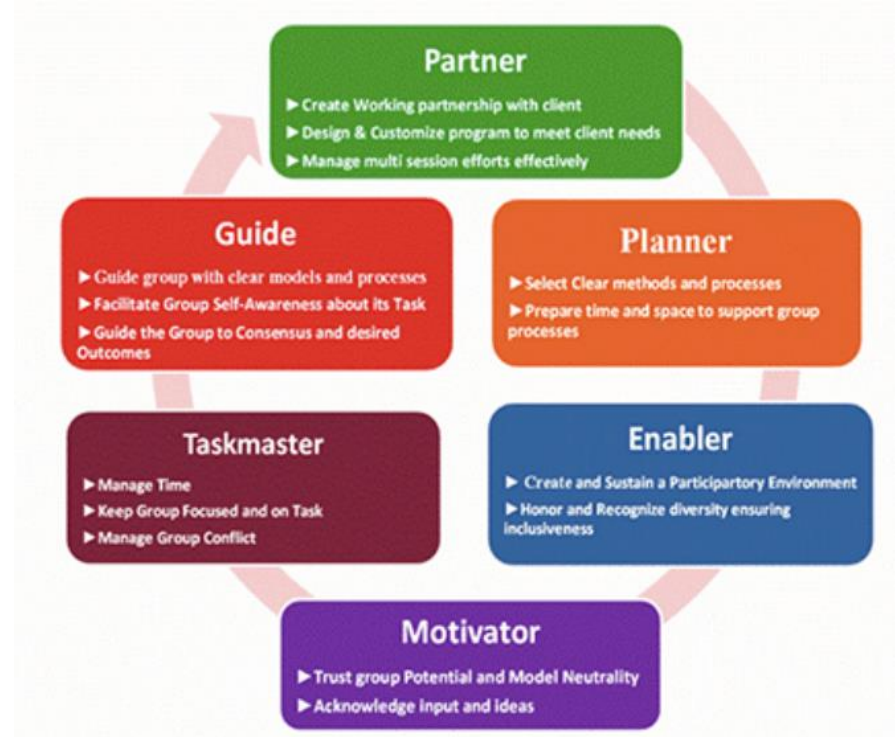 Partner
►Create Working partnership with client
►Design & Customize program to meet client needs
►Manage multi session efforts effectively
Guide
►Guide group with clear models and processes
►Facilitate Group Self-Awareness about its Task
►Guide the Group to Consensus and desired
Outcomes
Planner
►Select Clear methods and processes
►Prepare time and space to support group
processes
Taskmaster
►Manage Time
►Keep Group Focused and on Task
►Manage Group Conflict
Enabler
► Create and Sustain a Participartory Environment
►Honor and Recognize diversity ensuring
inclusiveness
Motivator
►Trust group Potential and Model Neutrality
►Acknowledge input and ideas